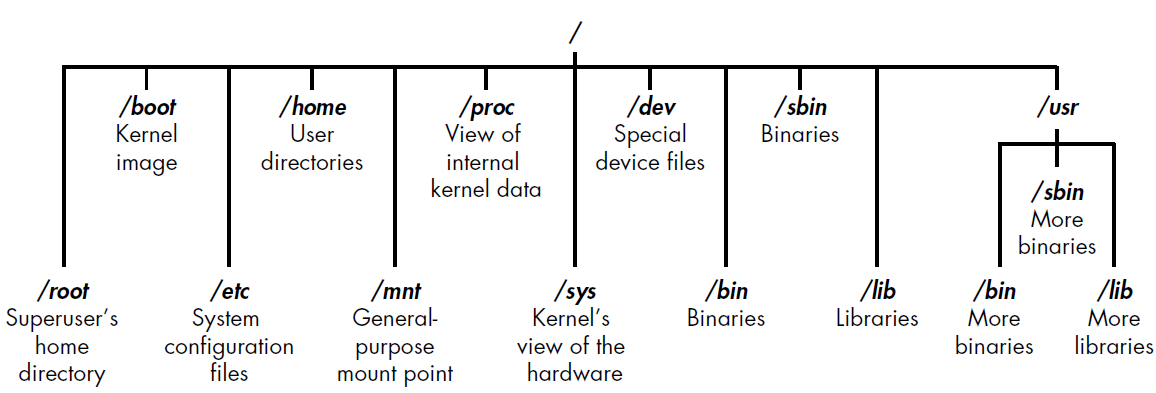 /
/boot
Kernel
image
/home
User
directories
/proc
View of
internal
kernel data
/dev
Special
device files
/sbin
Binaries
/usr
/sbin
More
binaries
/root
Superuser's
home
directory
/etc
System
configuration
files
/mnt
General-
purpose
mount point
/sys
Kernel's
view of the
hardware
/bin
Binaries
/lib
Libraries
/bin
More
binaries
/lib
More
libraries